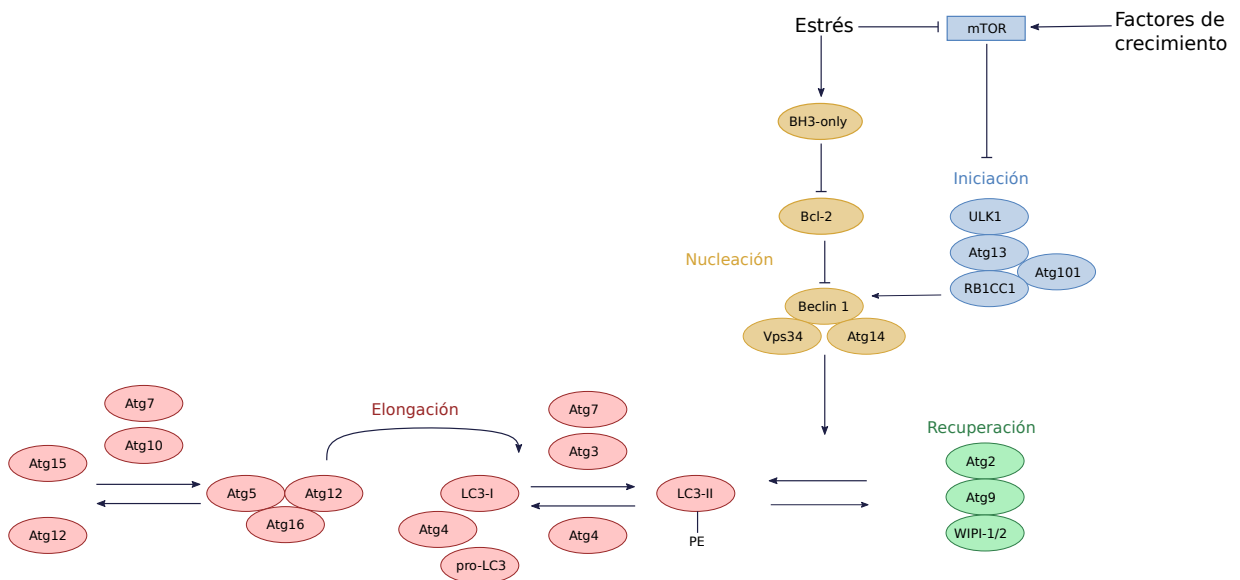 Estrés
mTOR
Factores de
crecimiento
BH3-only
Iniciación
Bcl-2
ULK1
Nucleación
Atg13
Atg101
RB1CC1
Beclin 1
Vps34
Atg14
Atg7
Elongación
Atg7
Recuperación
Atg10
Atg3
Atg2
Atg15
Atg5
Atg12
LC3-I
LC3-II
Atg9
Atg16
Atg12
Atg4
Atg4
WIPI-1/2
PE
pro-LC3